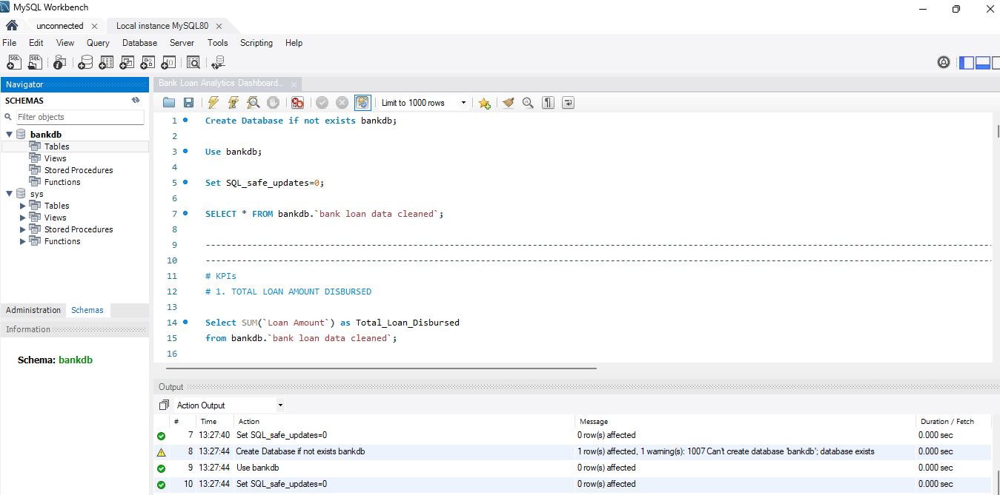 MySQL Workbench
unconnected
Local instance MySQL80
File Edit View Query Database Server Tools Scripting Help
Navigator
SCHEMAS
Filter objects
bankdb
Tables
Views
Stored Procedures
Functions
sys
Tables
Views
Stored Procedures
Functions
Administration Schemas
Information
Schema: bankdb
Bank Loan Analytics Dashboard...
Limit to 1000 rows
1 Create Database if not exists bankdb;
2
3 Use bankdb;
4
5 Set SQL_safe_updates=0;
6
7 SELECT * FROM bankdb.`bank loan data cleaned`;
8
9
10
11 # KPIs
12 # 1. TOTAL LOAN AMOUNT DISBURSED
13
14 Select SUM(`Loan Amount`) as Total_Loan_Disbursed
15 from bankdb.`bank loan data cleaned`;
16
Output
Action Output
# Time Action Message Duration / Fetch
7 13:27:40 Set SQL_safe_updates=0 0 row(s) affected 0.000 sec
8 13:27:44 Create Database if not exists bankdb 1 row(s) affected, 1 warning(s): 1007 Can't create database 'bankdb'; database exists 0.000 sec
9 13:27:44 Use bankdb 0 row(s) affected 0.000 sec
10 13:27:44 Set SQL_safe_updates=0 0 row(s) affected 0.000 sec